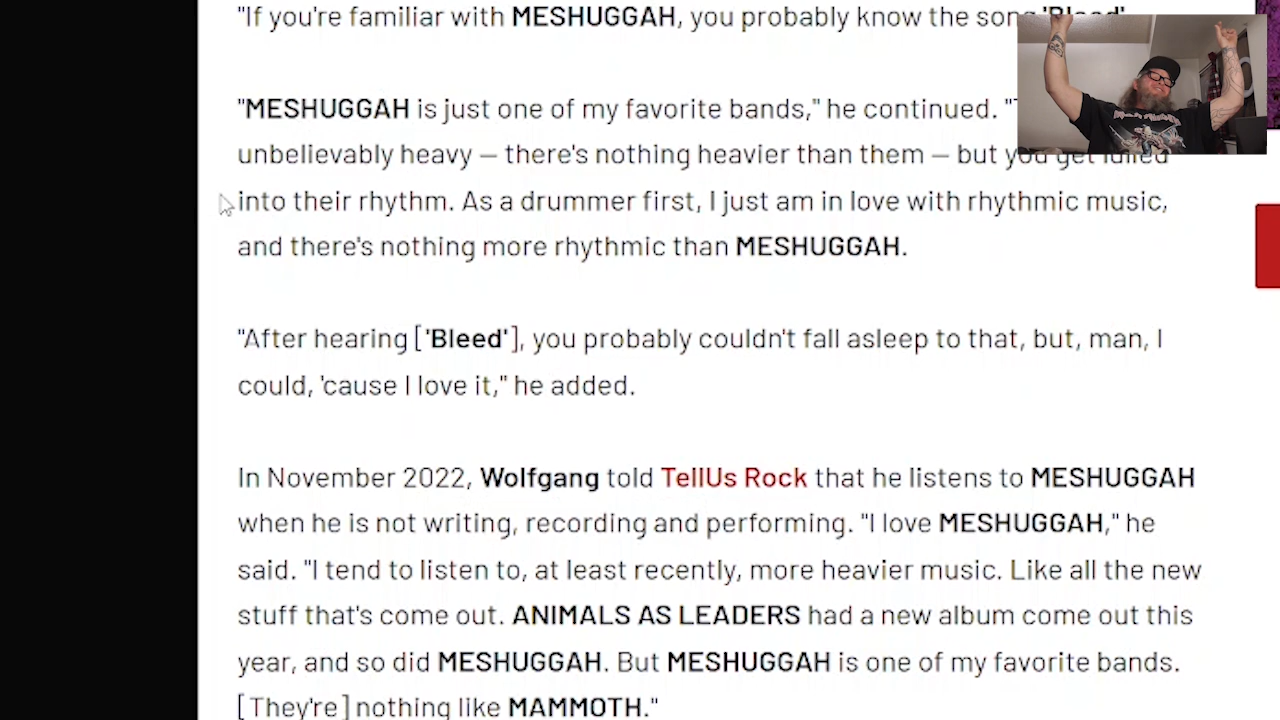 "If you're familiar with MESHUGGAH, you probably know the song 'Bleed'.
"MESHUGGAH is just one of my favorite bands," he continued.
unbelievably heavy — there's nothing heavier than them — but you get lulled
into their rhythm. As a drummer first, I just am in love with rhythmic music,
and there's nothing more rhythmic than MESHUGGAH.
"After hearing ['Bleed'], you probably couldn't fall asleep to that, but, man, I
could, 'cause I love it," he added.
In November 2022, Wolfgang told TellUs Rock that he listens to MESHUGGAH
when he is not writing, recording and performing. "I love MESHUGGAH," he
said. "I tend to listen to, at least recently, more heavier music. Like all the new
stuff that's come out. ANIMALS AS LEADERS had a new album come out this
year, and so did MESHUGGAH. But MESHUGGAH is one of my favorite bands.
[They're] nothing like MAMMOTH."